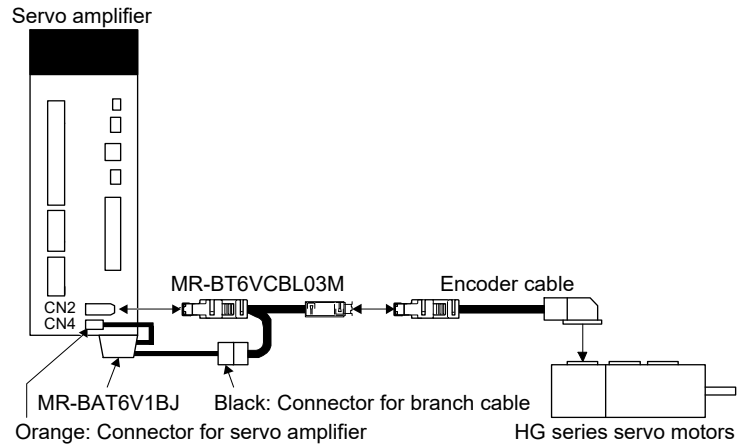 Servo amplifier
MR-BT6VCBL03M
Encoder cable
CN2
CN4
MR-BAT6V1BJ
Black: Connector for branch cable
Orange: Connector for servo amplifier
HG series servo motors